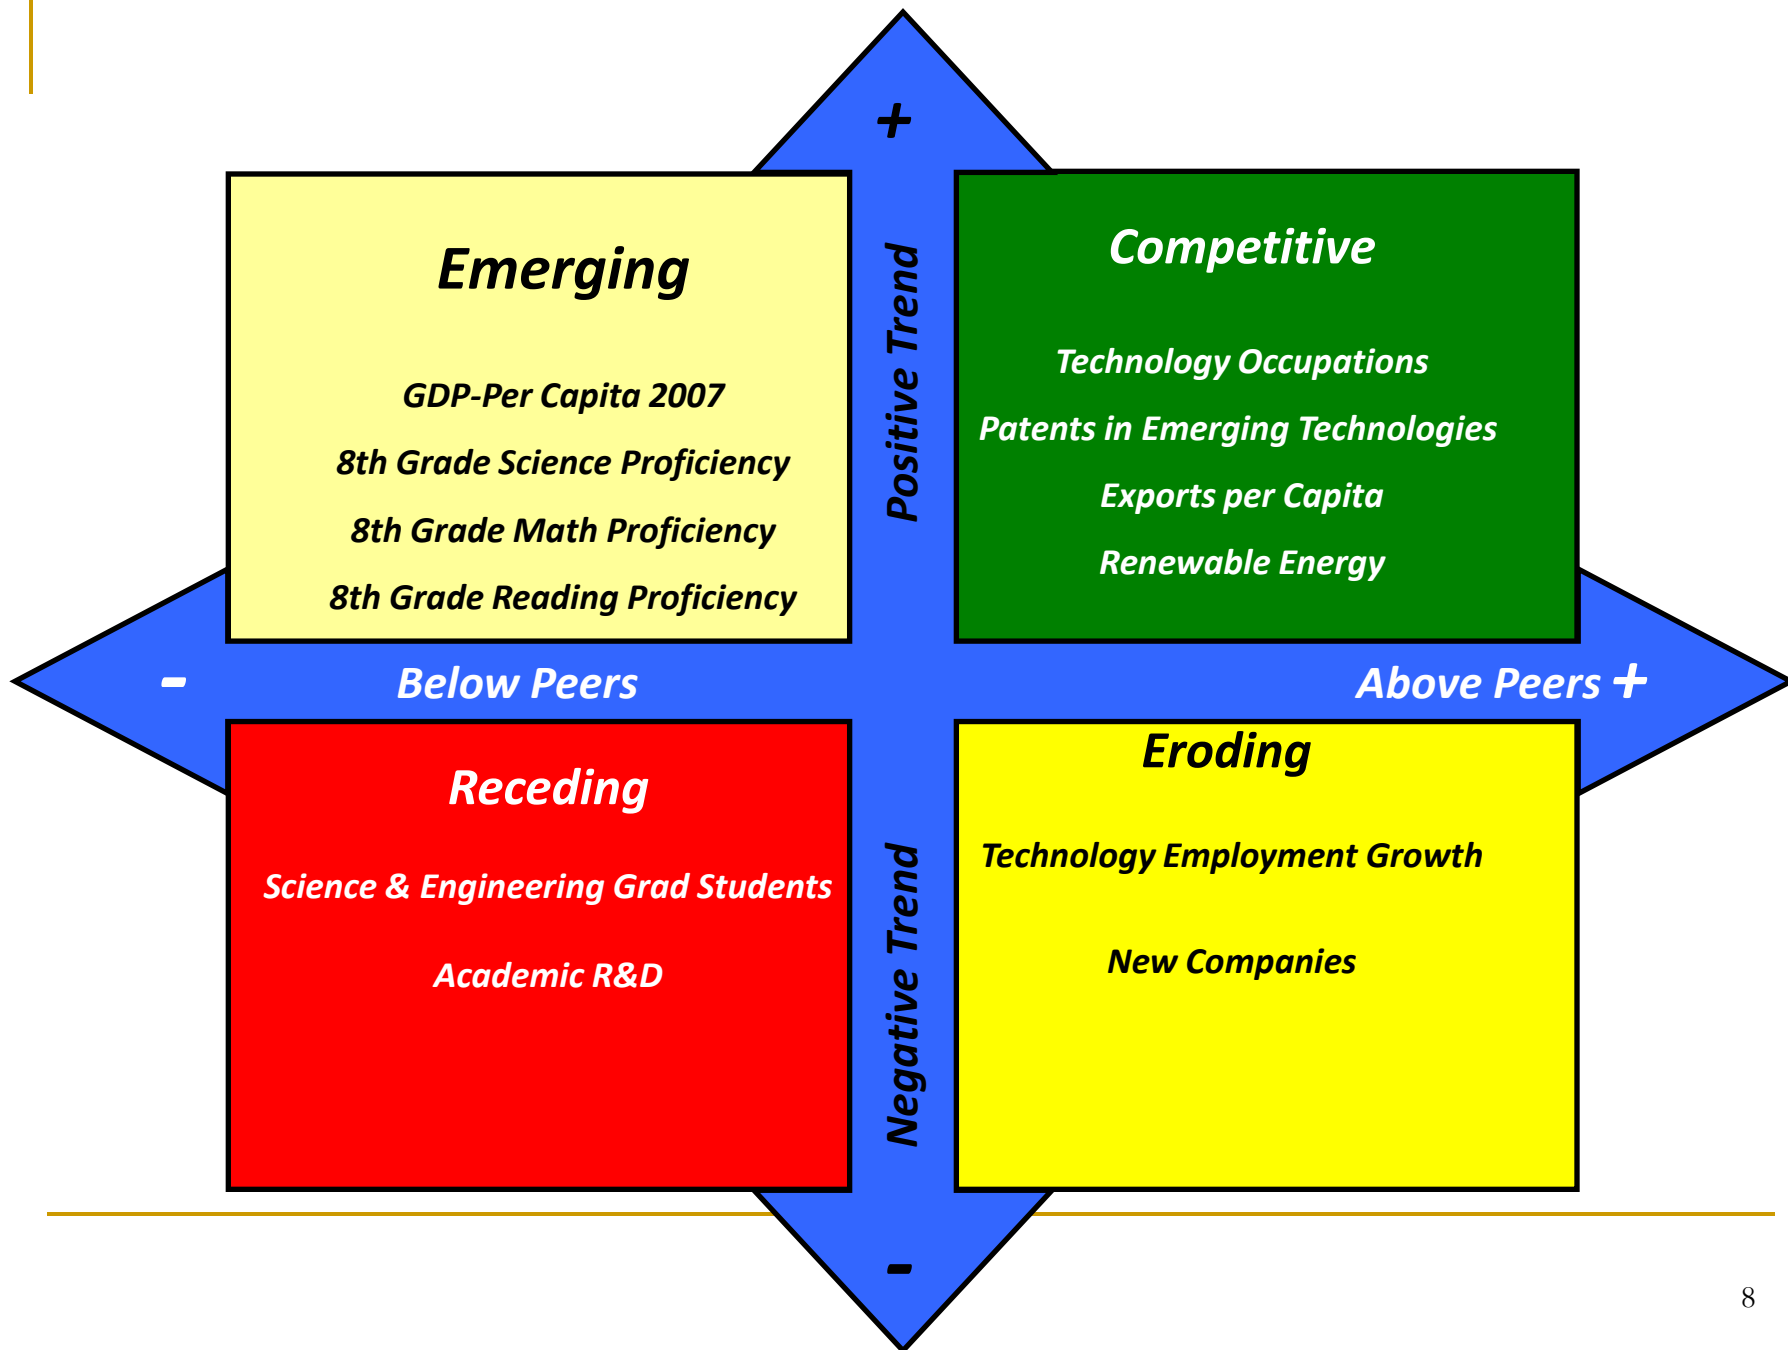 +
Emerging
GDP-Per Capita 2007
8th Grade Science Proficiency
8th Grade Math Proficiency
8th Grade Reading Proficiency
Positive Trend
Competitive
Technology Occupations
Patents in Emerging Technologies
Exports per Capita
Renewable Energy
- Below Peers
Above Peers +
Receding
Science & Engineering Grad Students
Academic R&D
Negative Trend
Eroding
Technology Employment Growth
New Companies
-
8